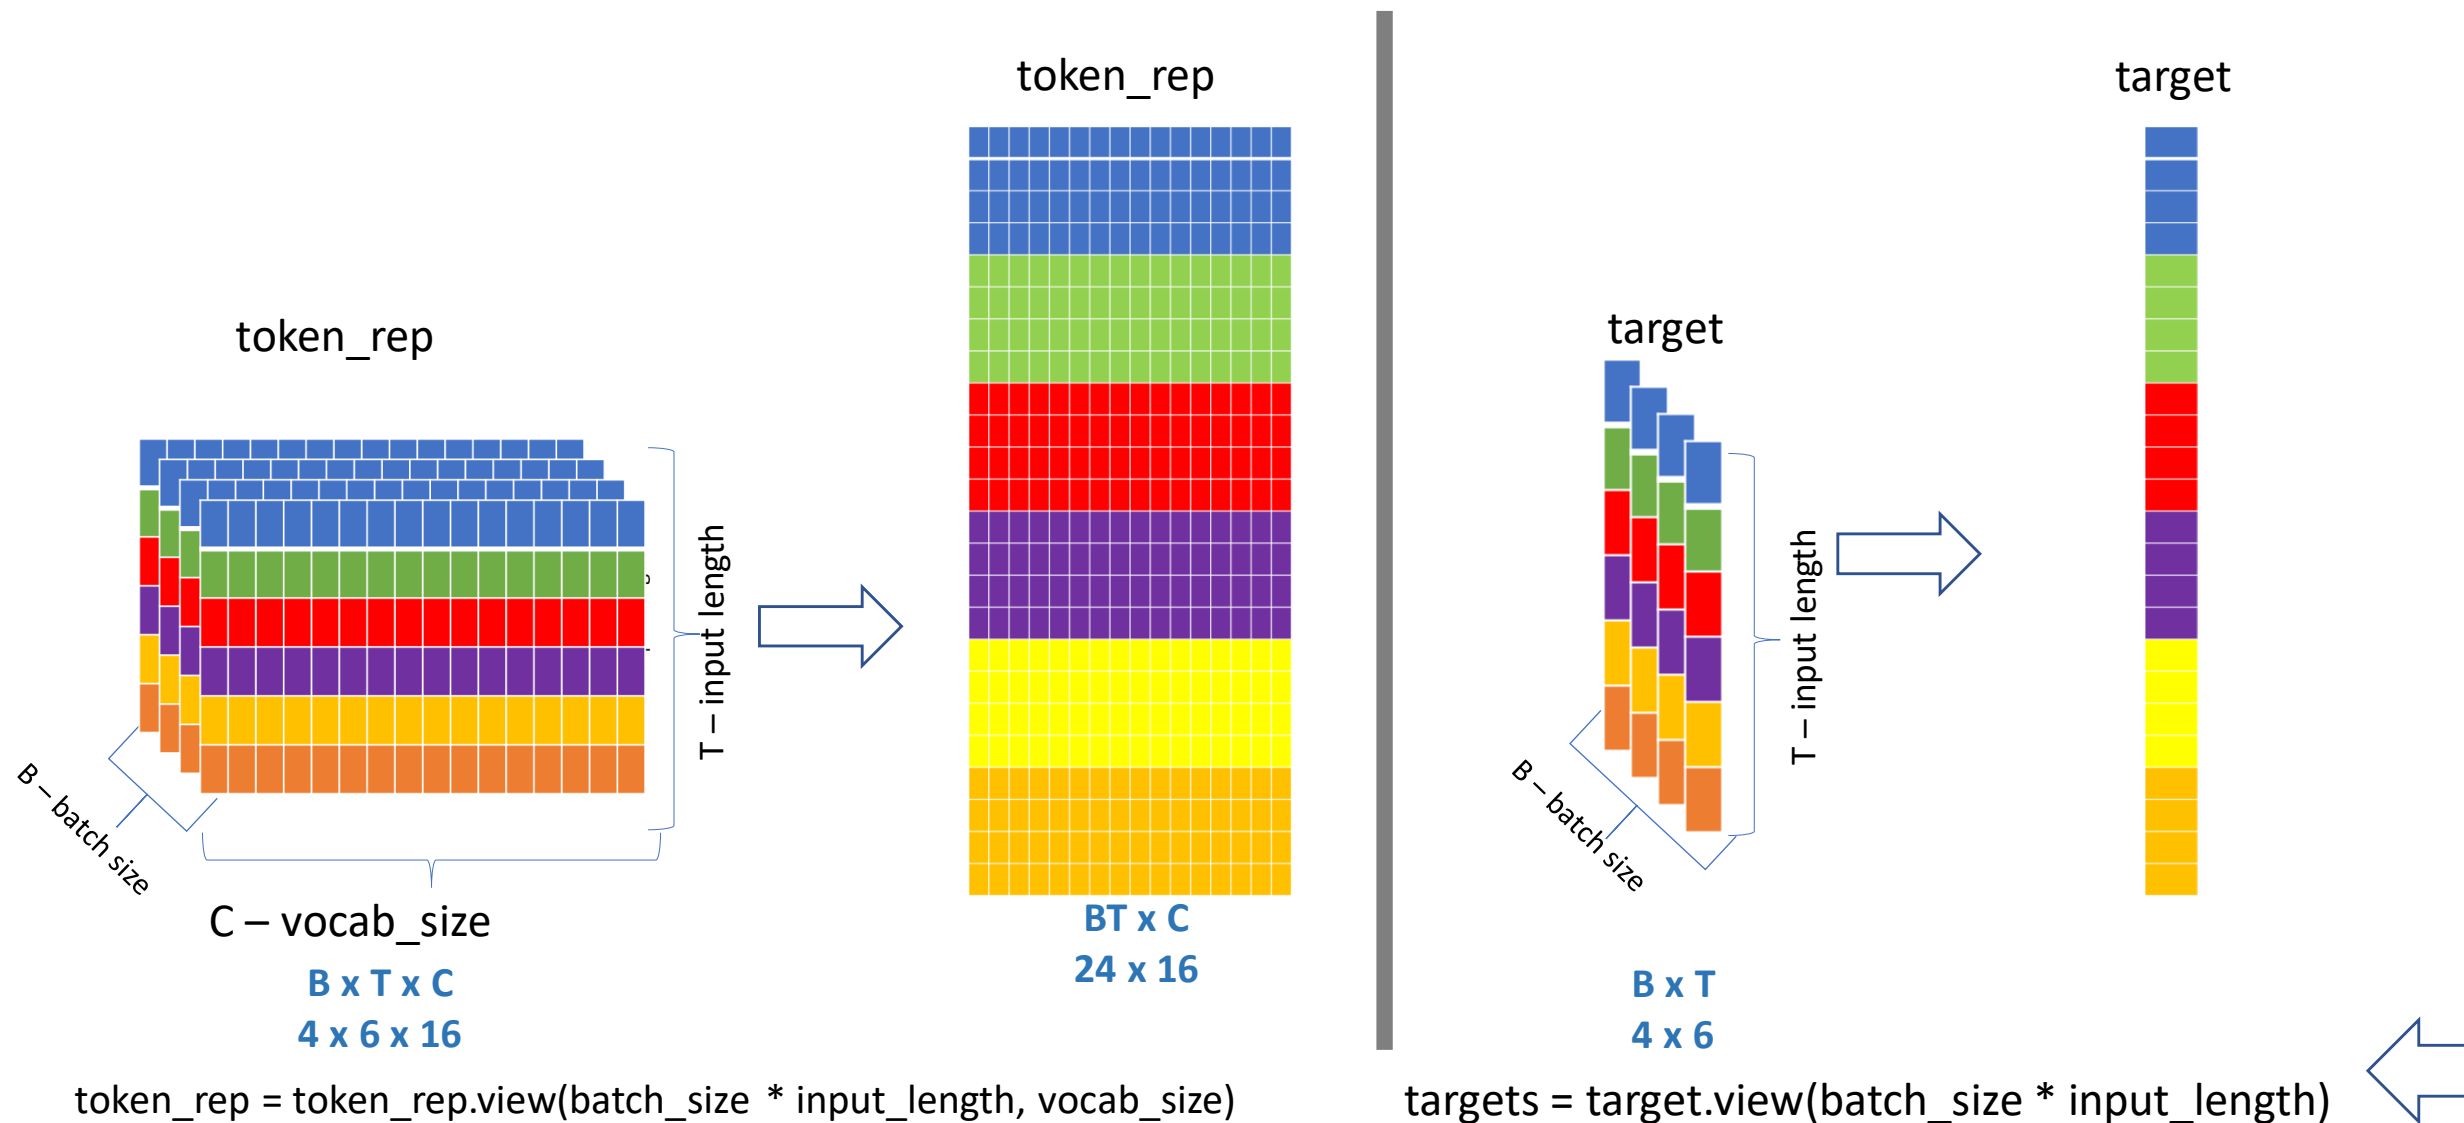 token_rep
T – input length
B – batch size
C – vocab_size
B x T x C
4 x 6 x 16
token_rep
BT x C
24 x 16
token_rep = token_rep.view(batch_size * input_length, vocab_size)
target
T – input length
B – batch size
B x T
4 x 6
target
targets = target.view(batch_size * input_length)